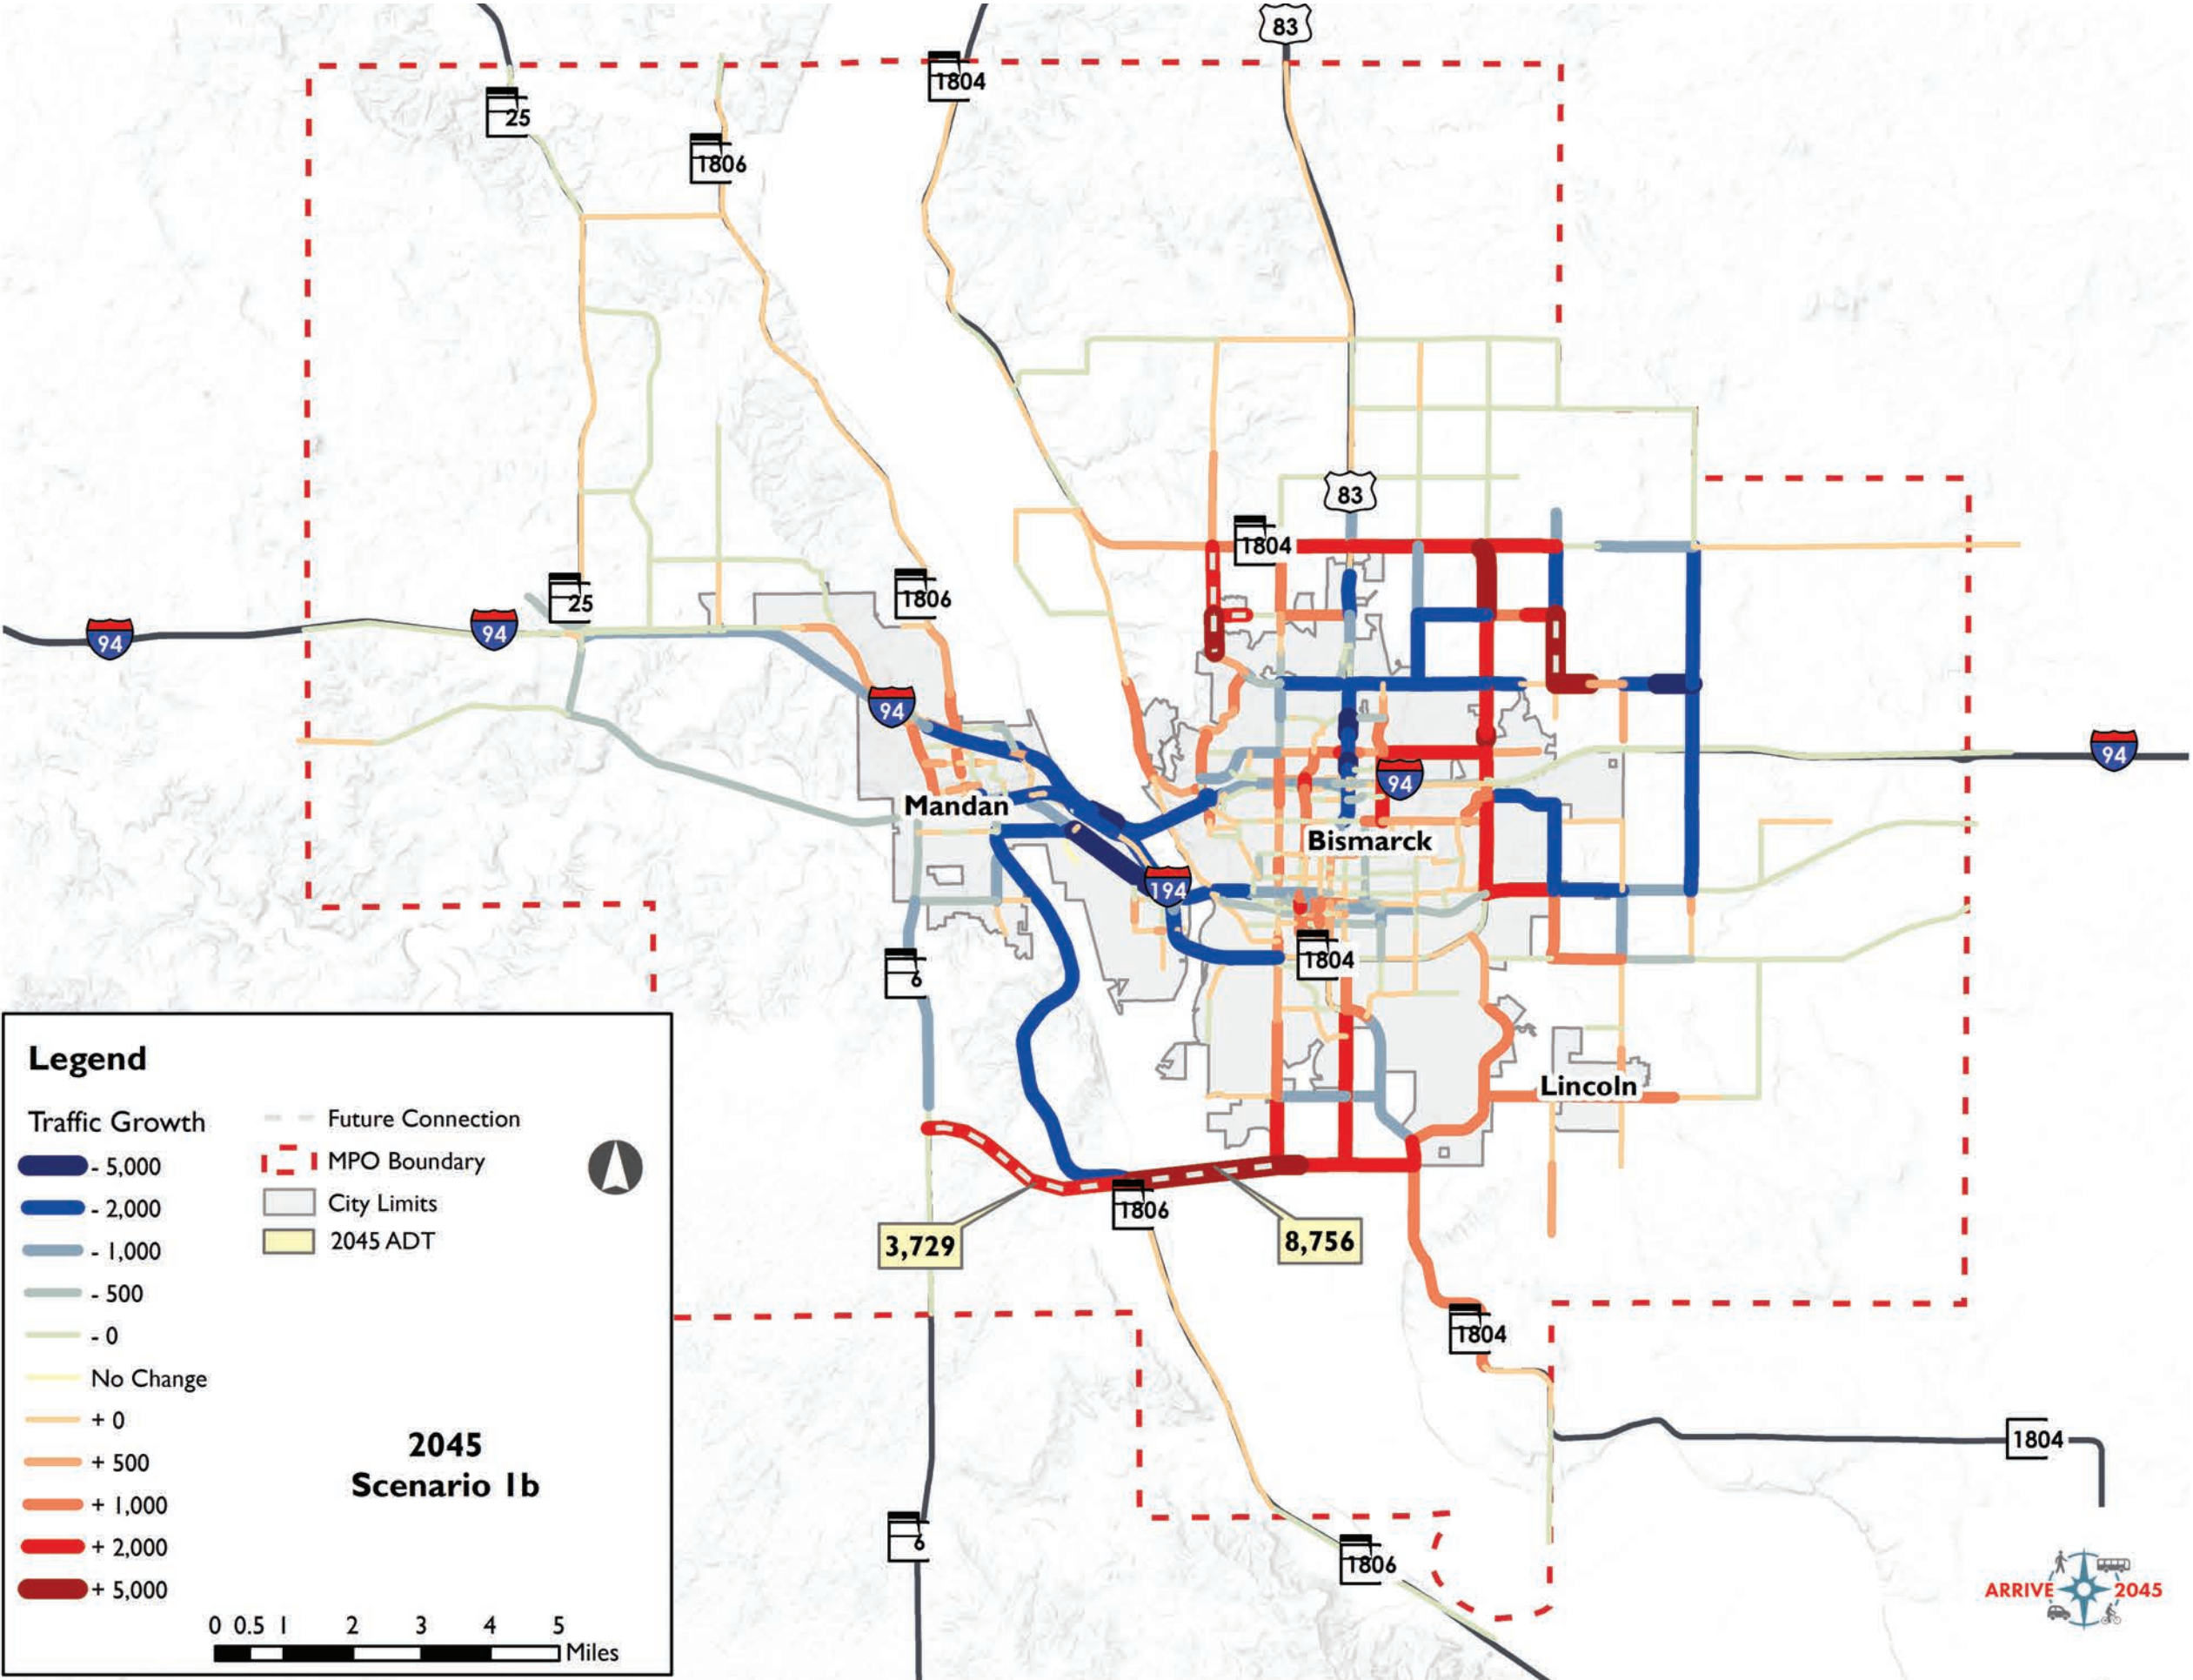 83
1804
25
1806
83
1804
25
1806
94
94
94
94
94
Mandan
Bismarck
194
1804
6
Lincoln
1806
3,729
8,756
1804
1804
6
1806
Legend
Traffic Growth
- 5,000
- 2,000
- 1,000
- 500
- 0
No Change
+ 0
+ 500
+ 1,000
+ 2,000
+ 5,000
Future Connection
MPO Boundary
City Limits
2045 ADT
2045
Scenario 1b
0 0.5 1 2 3 4 5
Miles
ARRIVE 2045